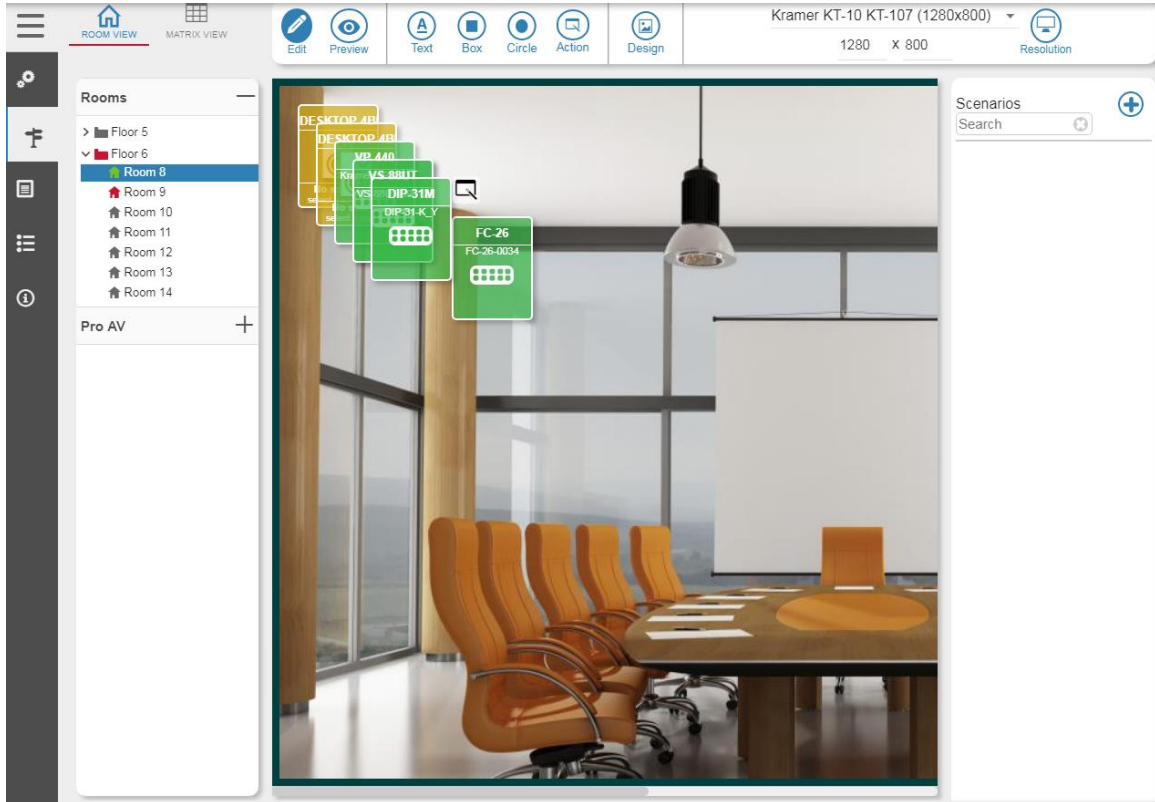 ROOM VIEW
MATRIX VIEW
Edit
Preview
Text
Box
Circle
Action
Design
Kramer KT-10 KT-107 (1280x800)
1280 X 800
Resolution
Rooms
Floor 5
Floor 6
Room 8
Room 9
Room 10
Room 11
Room 12
Room 13
Room 14
Pro AV
DESKTOP-4B
DESKTOP-4B
VP-440
VS-88UT
DIP-31M
DIP-31-K_Y
FC-26
FC-26-0034
Scenarios
Search